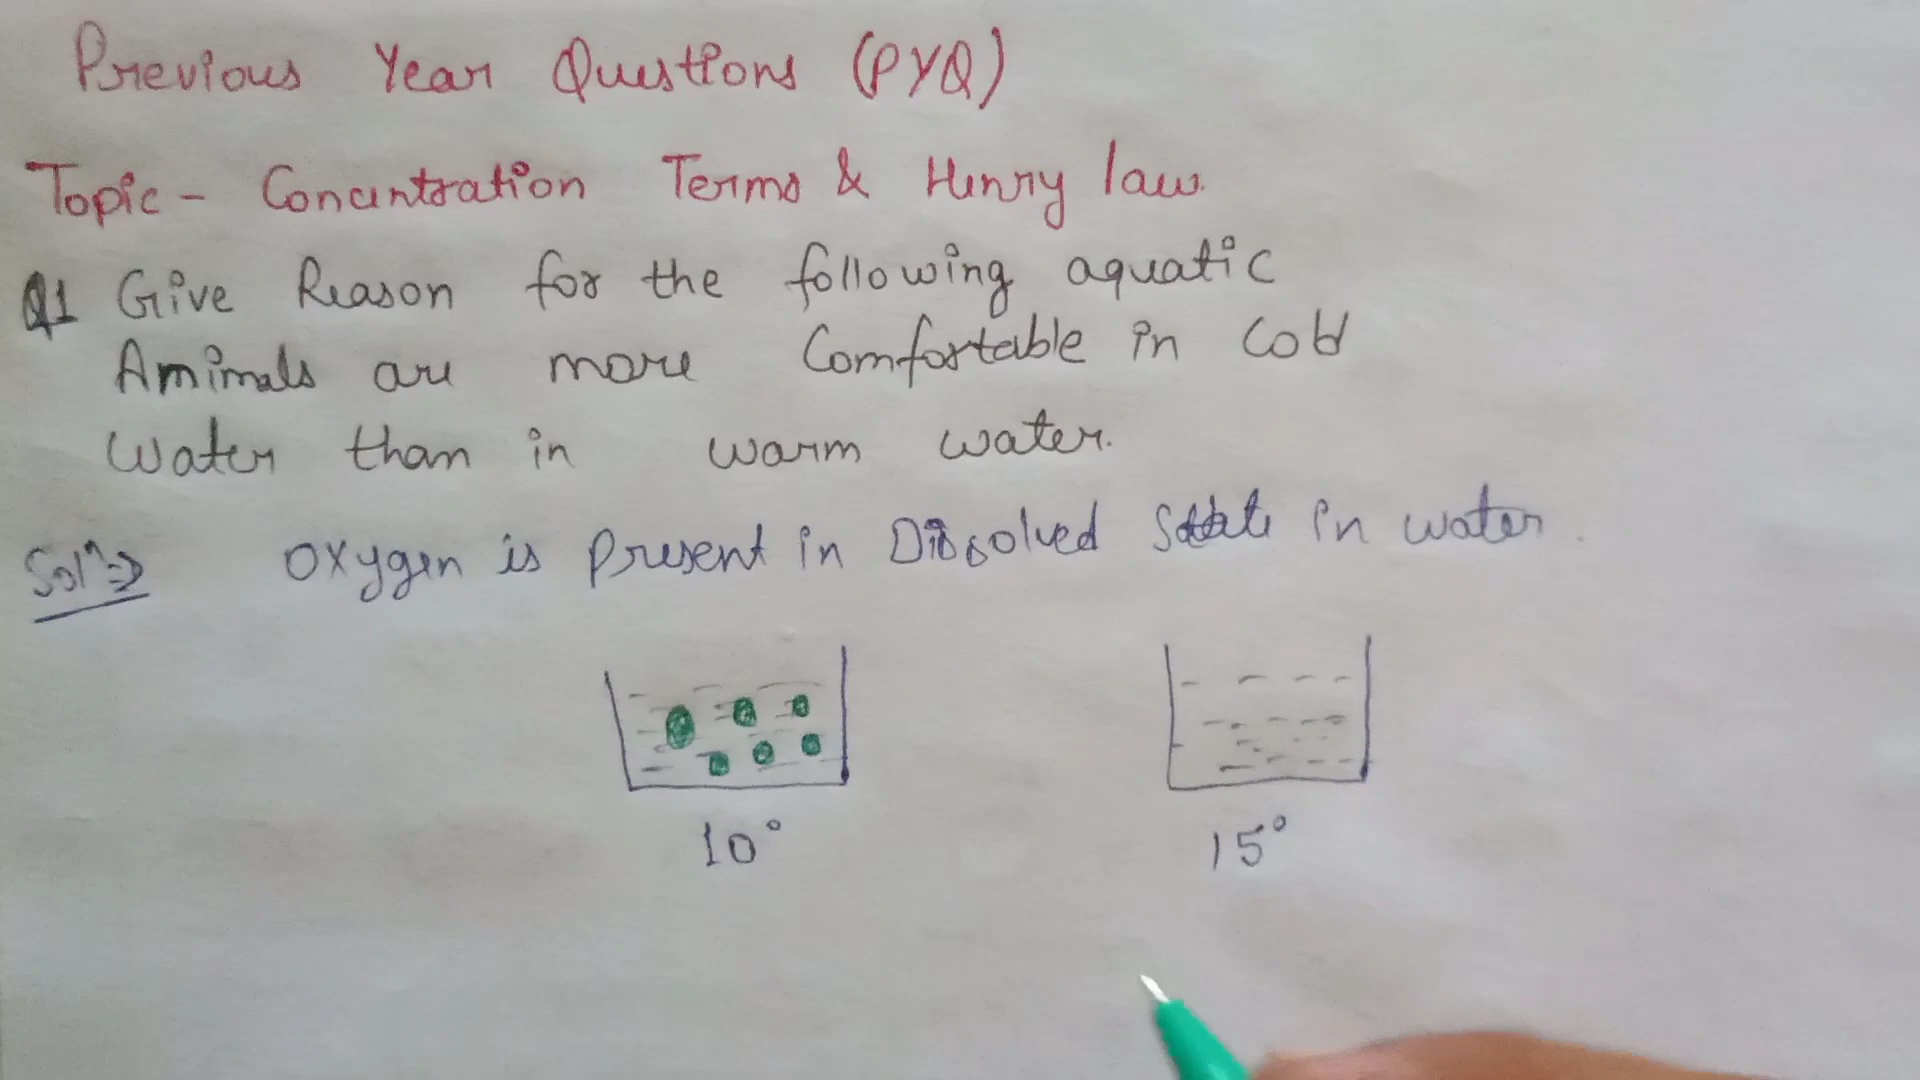 Previous Year Questions (PYQ)
Topic - Concentration Terms & Henry law.
Q1 Give Reason for the following aquatic
Animals are more Comfortable in Cold
Water than in warm water.
Solⁿ⇒ Oxygen is Present in Dissolved State in water.
10° 15°